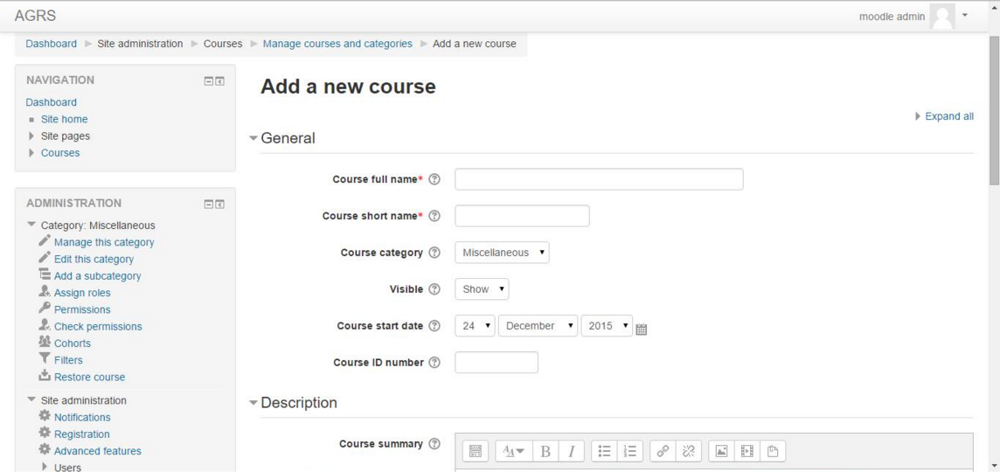 AGRS
moodle admin
Dashboard Site administration Courses Manage courses and categories Add a new course
NAVIGATION
Dashboard
Site home
Site pages
Courses
ADMINISTRATION
Category: Miscellaneous
Manage this category
Edit this category
Add a subcategory
Assign roles
Permissions
Check permissions
Cohorts
Filters
Restore course
Site administration
Notifications
Registration
Advanced features
Users
Add a new course
Expand all
General
Course full name*
Course short name*
Course category Miscellaneous
Visible Show
Course start date 24 December 2015
Course ID number
Description
Course summary
B I